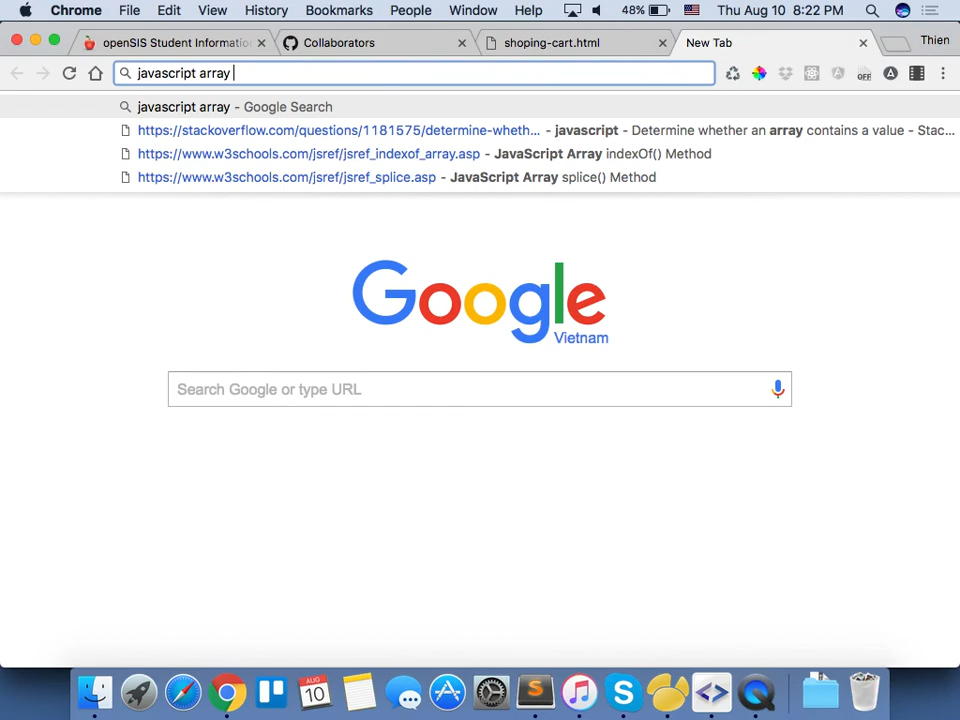 Chrome File Edit View History Bookmarks People Window Help 48% Thu Aug 10 8:22 PM
openSIS Student Informatio Collaborators shoping-cart.html New Tab Thien
javascript array
OFF
javascript array - Google Search
https://stackoverflow.com/questions/1181575/determine-wheth... - javascript - Determine whether an array contains a value - Stac...
https://www.w3schools.com/jsref/jsref_indexof_array.asp - JavaScript Array indexOf() Method
https://www.w3schools.com/jsref/jsref_splice.asp - JavaScript Array splice() Method
Google
Vietnam
Search Google or type URL
AUG
10